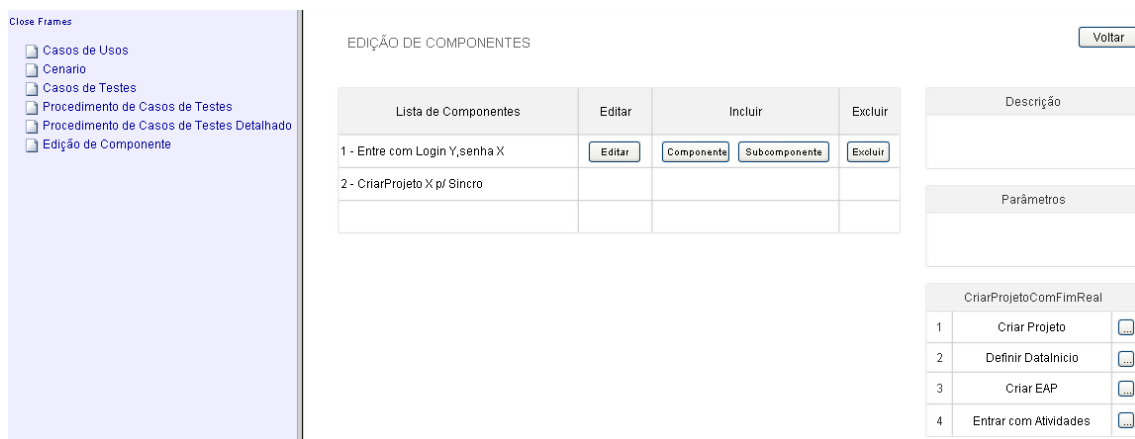 Close Frames
Casos de Usos
Cenario
Casos de Testes
Procedimento de Casos de Testes
Procedimento de Casos de Testes Detalhado
Edição de Componente
EDIÇÃO DE COMPONENTES
Voltar
Lista de Componentes Editar Incluir Excluir
1 - Entre com Login Y,senha X Editar Componente Subcomponente Excluir
2 - CriarProjeto X p/ Sincro
Descrição
Parâmetros
CriarProjetoComFimReal
1 Criar Projeto ...
2 Definir DataInicio ...
3 Criar EAP ...
4 Entrar com Atividades ...